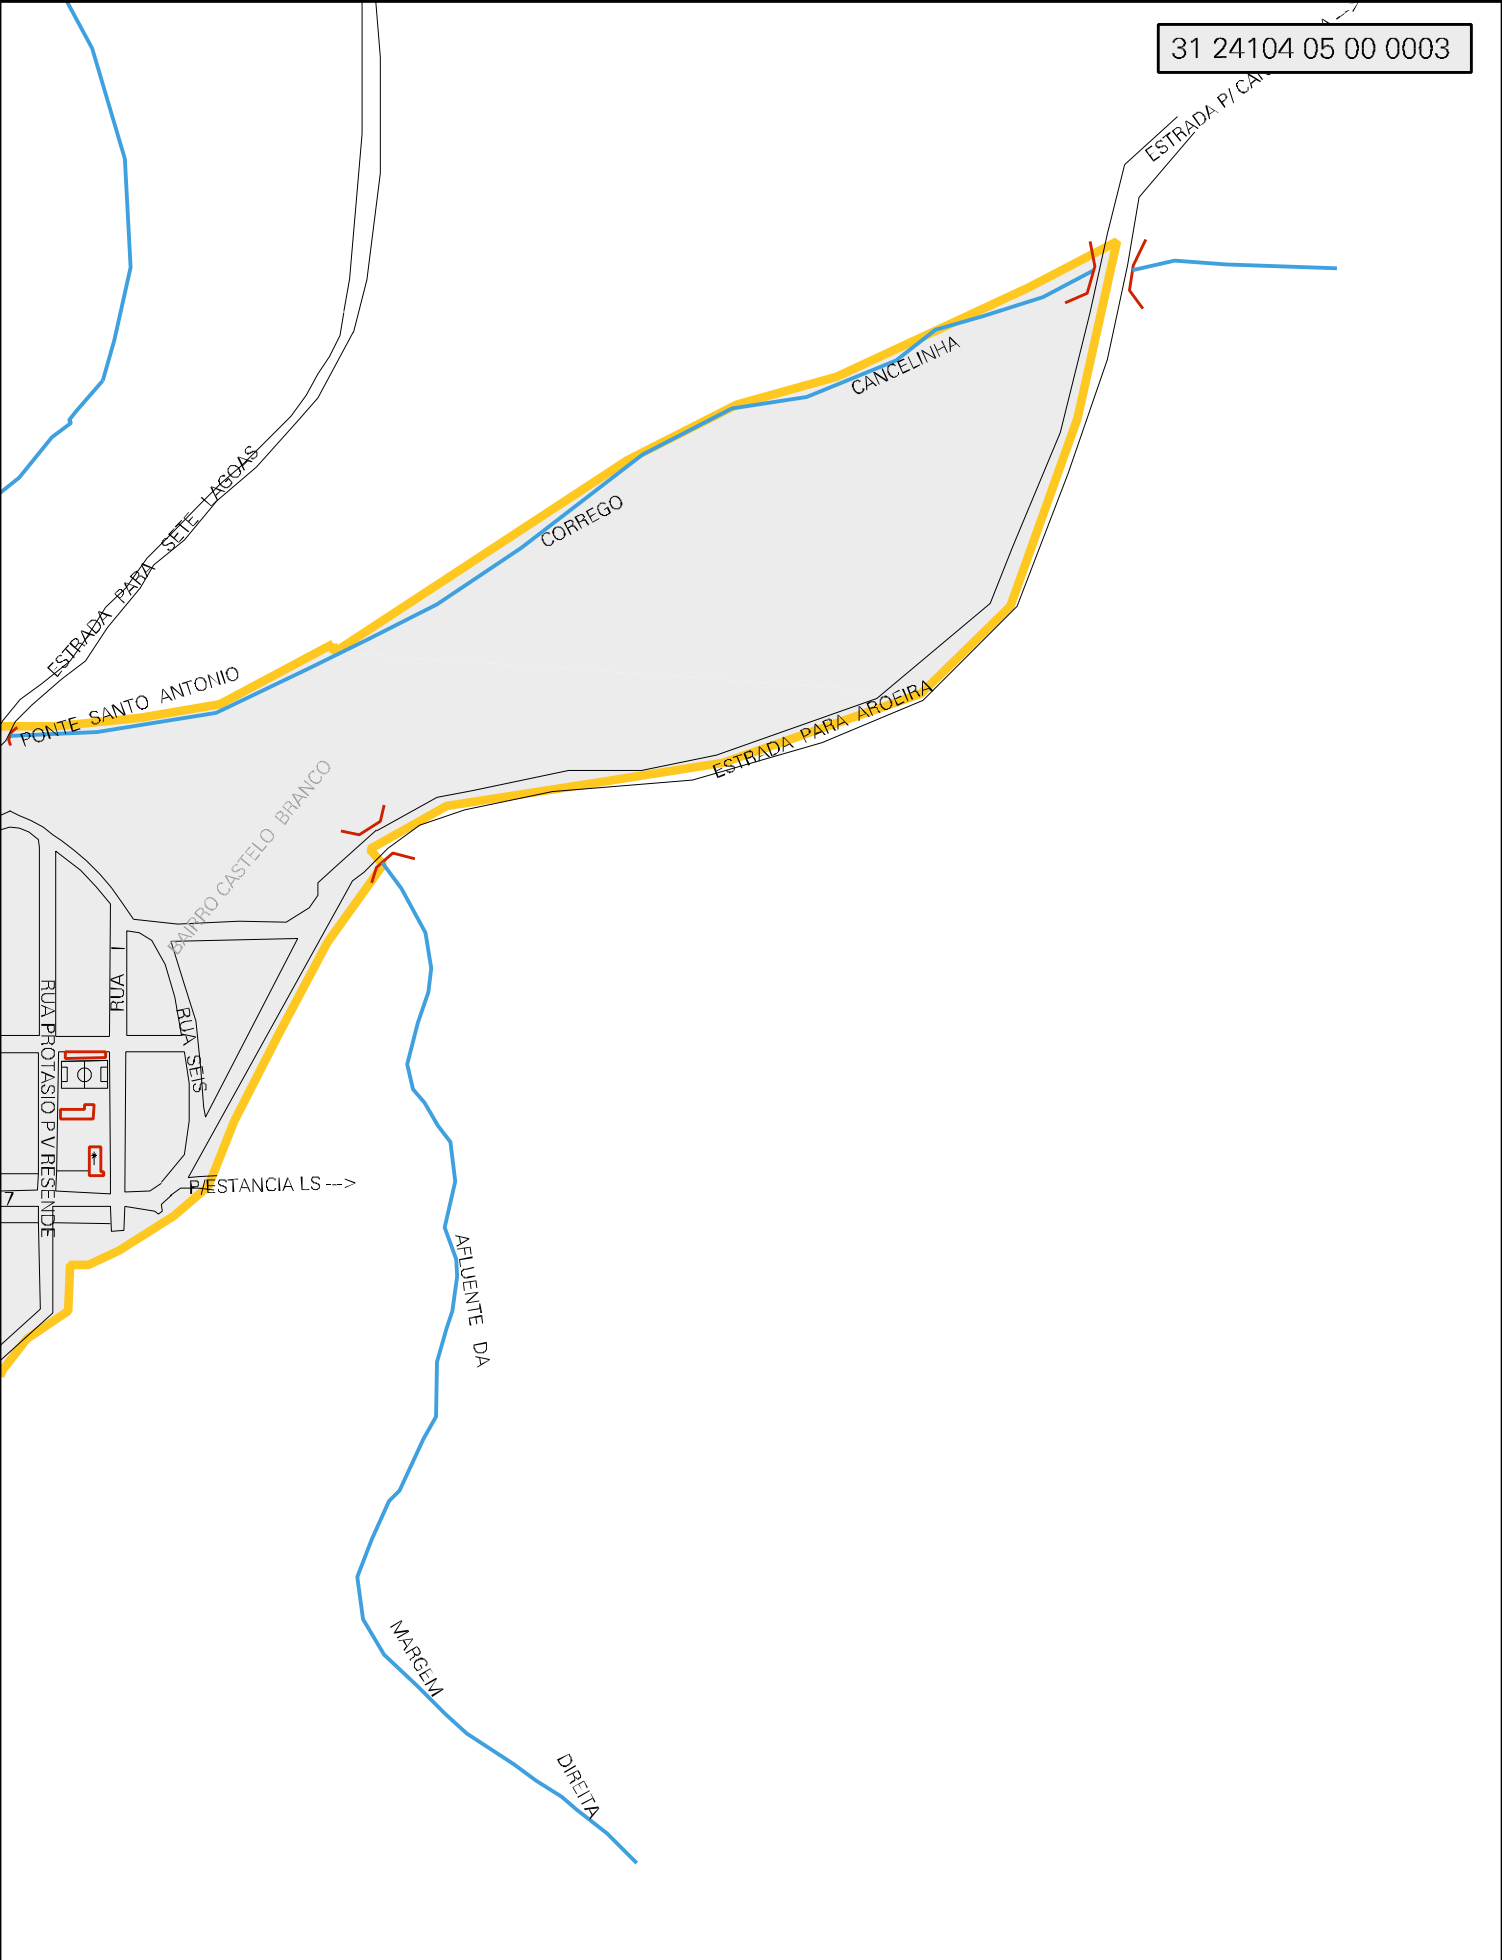 31 24104 05 00 0003
ESTRADA P/
CANCELINHA
CORREGO
ESTRADA PARA SETE LAGOAS
PONTE SANTO ANTONIO
ESTRADA PARA AROEIRA
BAIRRO CASTELO BRANCO
RUA I
RUA PROTASIO P V RESENDE
RUA SEIS
P/ESTANCIA LS --->
7
AFLUENTE DA
MARGEM
DIREITA